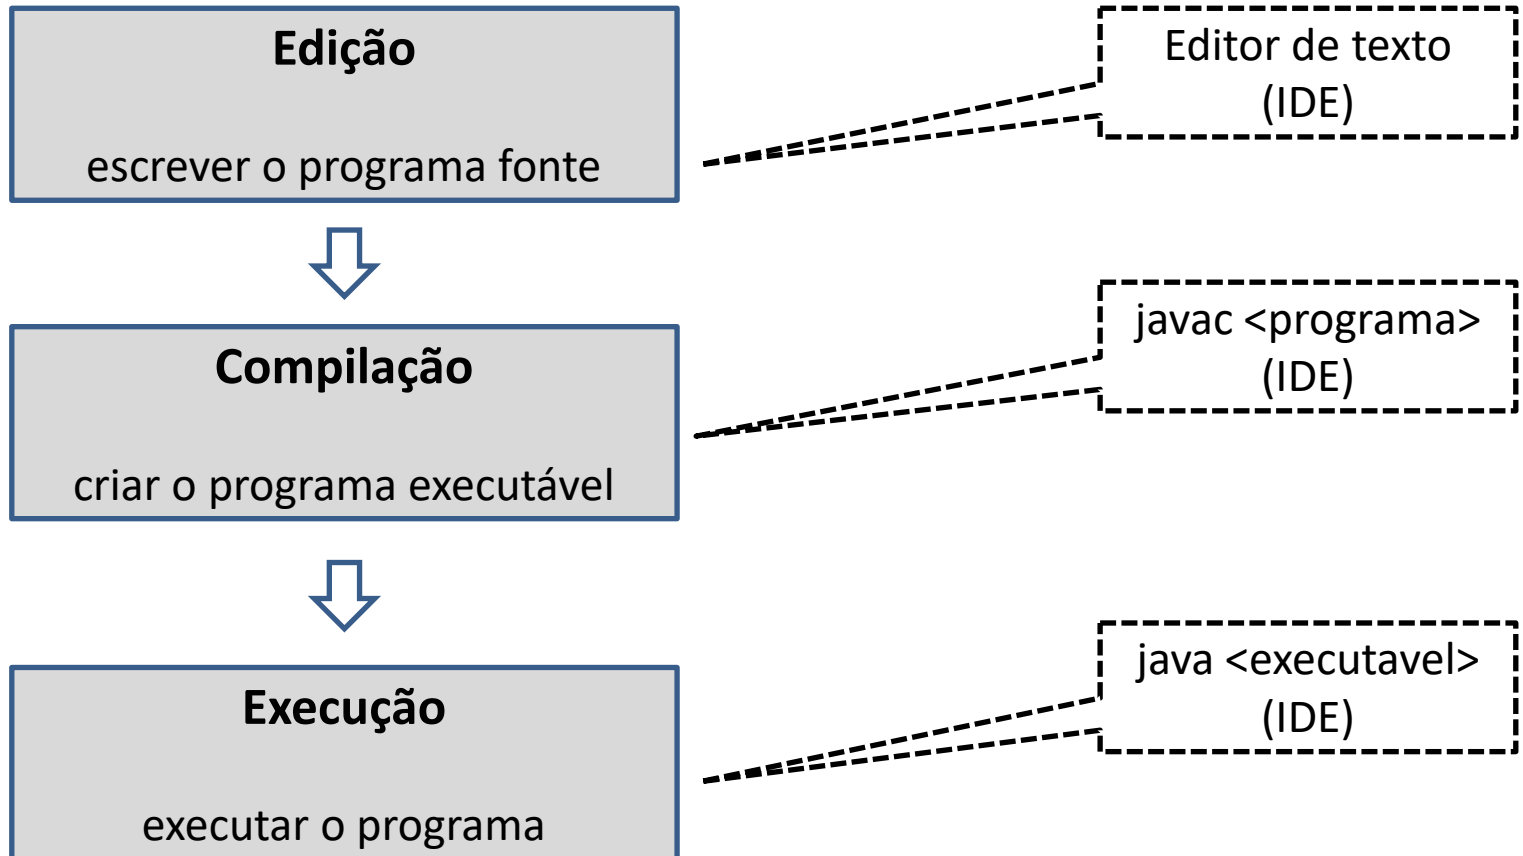 Edição
escrever o programa fonte
Editor de texto
(IDE)
Compilação
criar o programa executável
javac <programa>
(IDE)
Execução
executar o programa
java <executavel>
(IDE)